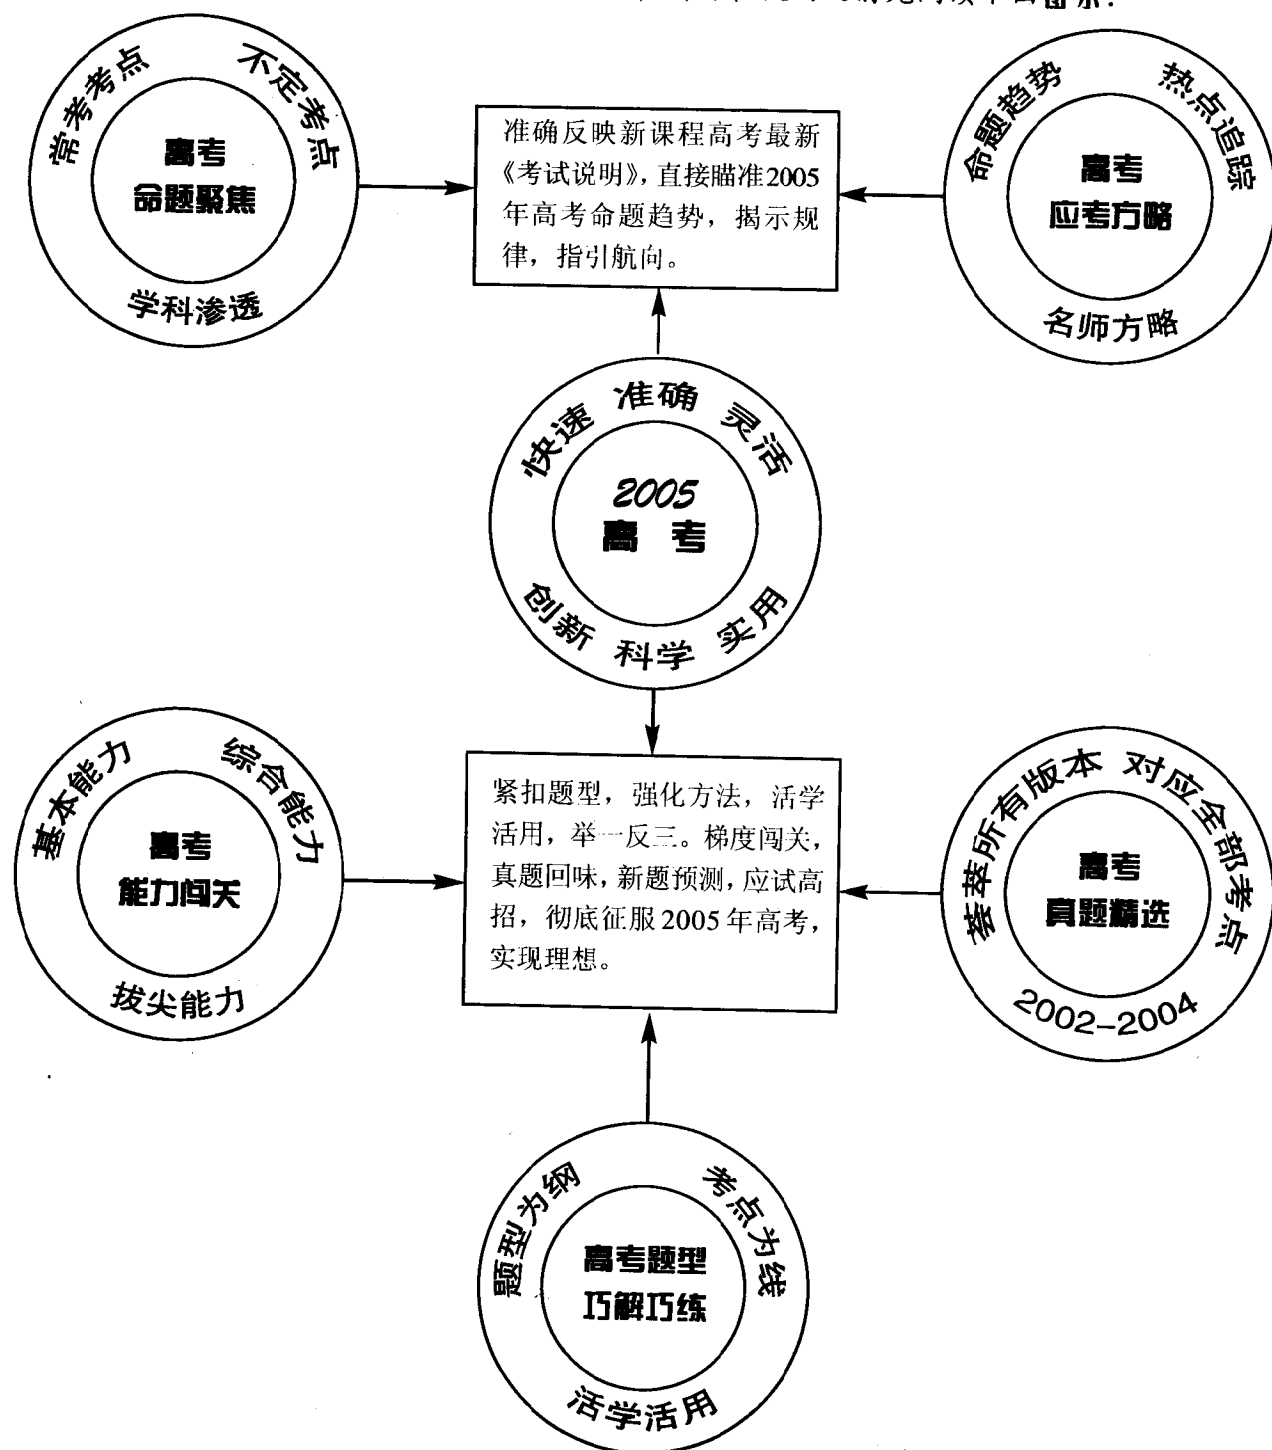 常考考点 不定考点
高考
命题聚焦
学科渗透
准确反映新课程高考最新
《考试说明》，直接瞄准2005
年高考命题趋势，揭示规
律，指引航向。
命题趋势 热点追踪
高考
应考方略
名师方略
快速 准确 灵活
2005
高 考
创新 科学 实用
基本能力 综合能力
高考
能力闯关
拔尖能力
紧扣题型，强化方法，活学
活用，举一反三。梯度闯关，
真题回味，新题预测，应试高
招，彻底征服2005年高考，
实现理想。
荟萃所有版本 对应全部考点
高考
真题精选
2002-2004
题型为纲 考点为线
高考题型
巧解巧练
活学活用